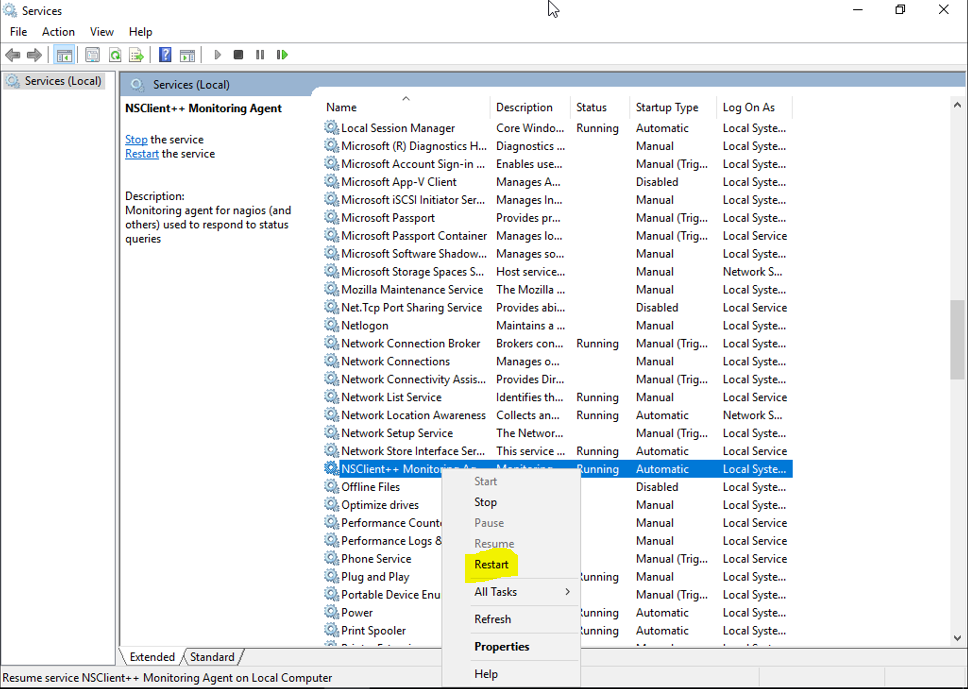 Services
File Action View Help
Services (Local)
Services (Local)
NSClient++ Monitoring Agent
Stop the service
Restart the service
Description:
Monitoring agent for nagios (and
others) used to respond to status
queries
Name Description Status Startup Type Log On As
Local Session Manager Core Windo... Running Automatic Local Syste...
Microsoft (R) Diagnostics H... Diagnostics ... Manual Local Syste...
Microsoft Account Sign-in ... Enables use... Manual (Trig... Local Syste...
Microsoft App-V Client Manages A... Disabled Local Syste...
Microsoft iSCSI Initiator Ser... Manages In... Manual Local Syste...
Microsoft Passport Provides pr... Manual (Trig... Local Syste...
Microsoft Passport Container Manages lo... Manual (Trig... Local Service
Microsoft Software Shadow... Manages so... Manual Local Syste...
Microsoft Storage Spaces S... Host service... Manual Network S...
Mozilla Maintenance Service The Mozilla ... Manual Local Syste...
Net.Tcp Port Sharing Service Provides abi... Disabled Local Service
Netlogon Maintains a ... Manual Local Syste...
Network Connection Broker Brokers con... Running Manual (Trig... Local Syste...
Network Connections Manages o... Manual Local Syste...
Network Connectivity Assis... Provides Dir... Manual (Trig... Local Syste...
Network List Service Identifies th... Running Manual Local Service
Network Location Awareness Collects an... Running Automatic Network S...
Network Setup Service The Networ... Manual (Trig... Local Syste...
Network Store Interface Ser... This service ... Running Automatic Local Service
NSClient++ Monitoring Ag... Monitoring Running Automatic Local Syste...
Offline Files Disabled Local Syste...
Optimize drives Manual Local Syste...
Performance Counte Manual Local Service
Performance Logs & Manual Local Service
Phone Service Manual (Trig... Local Service
Plug and Play Running Manual Local Syste...
Portable Device Enu Manual (Trig... Local Syste...
Power Running Automatic Local Syste...
Print Spooler Running Automatic Local Syste...
Start
Stop
Pause
Resume
Restart
All Tasks
Refresh
Properties
Help
Extended Standard
Resume service NSClient++ Monitoring Agent on Local Computer